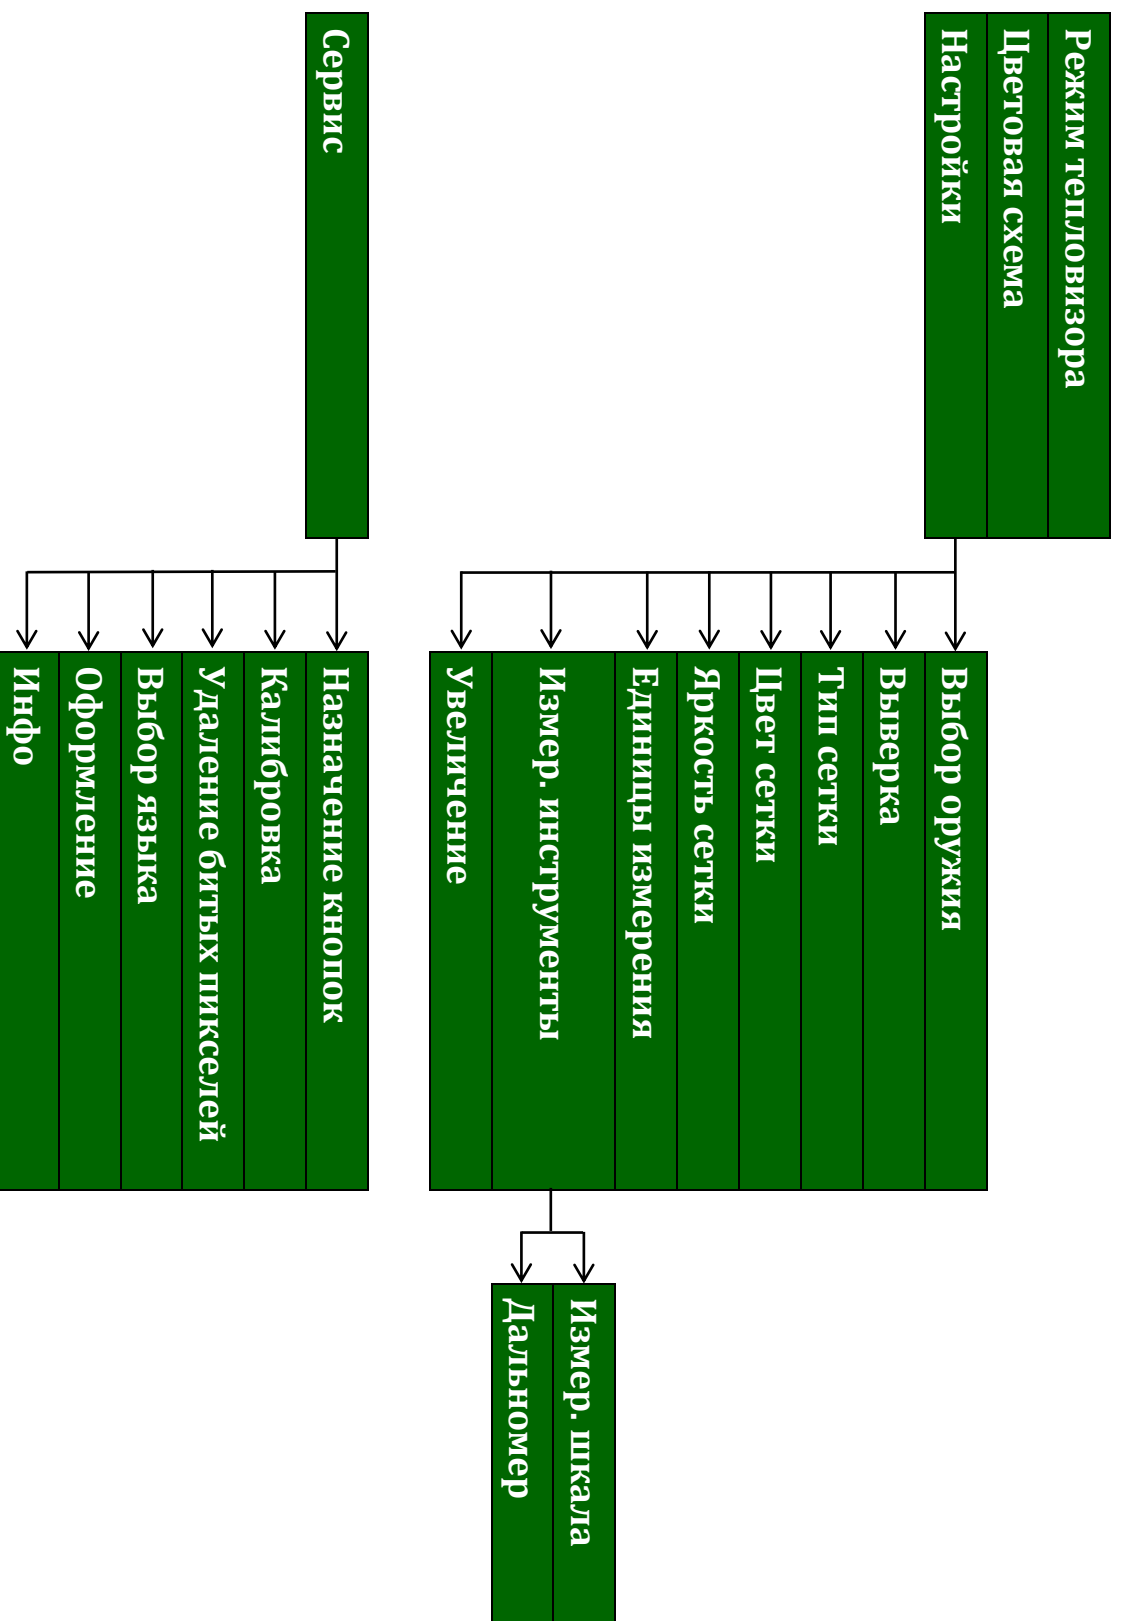 Режим тепловизора
Цветовая схема
Настройки
Выбор оружия
Выверка
Тип сетки
Цвет сетки
Яркость сетки
Единицы измерения
Измер. инструменты
Увеличение
Измер. шкала
Дальномер
Сервис
Назначение кнопок
Калибровка
Удаление битых пикселей
Выбор языка
Оформление
Инфо